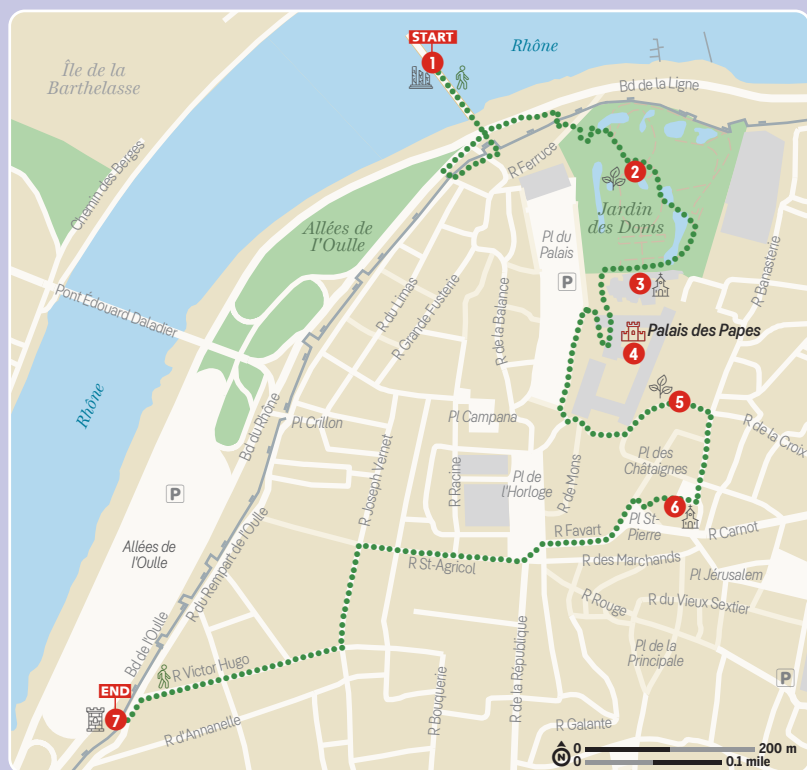 START
1
Rhône
Île de la
Barthelasse
Bd de la Ligne
Chemin des Berges
R Ferruce
2
Jardin
des Doms
Allées de
l'Oulle
Pl du
Palais
P
R Banasterie
3
Pont Édouard Daladier
R du Limas
R Grande Fusterie
R de la Balance
Palais des Papes
4
Rhône
5
Bd du Rhône
Pl Crillon
Pl Campana
R de la Croix
Pl des
Châtaignes
R Joseph Vernet
R Racine
Pl de
l'Horloge
R de Mons
P
6
Pl St-
Pierre
R Favart
R Carnot
Allées de
l'Oulle
R du Rempart de l'Oulle
R St-Agricol
R des Marchands
Pl Jérusalem
R Rouge
R du Vieux Sextier
Bd de l'Oulle
R Victor Hugo
R de la République
Pl de la
Principale
P
END
7
R d'Annanelle
R Bouquerie
R Galante
N
0 200 m
0 0.1 mile